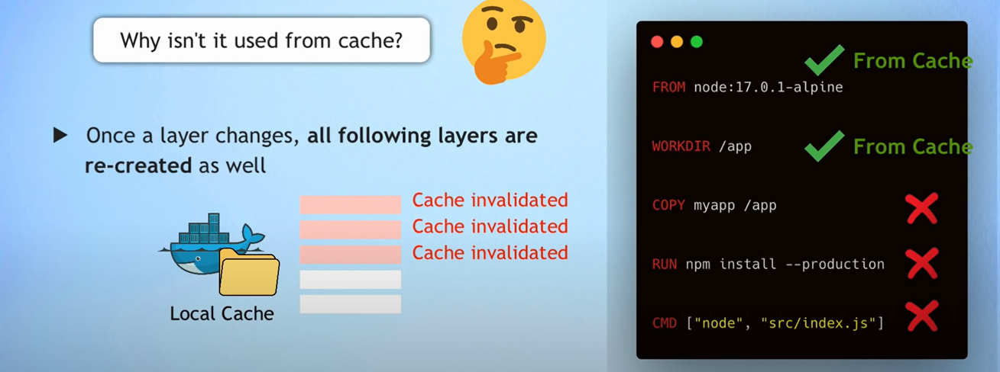 Why isn't it used from cache?
Once a layer changes, all following layers are
re-created as well
Cache invalidated
Cache invalidated
Cache invalidated
Local Cache
From Cache
FROM node:17.0.1-alpine
WORKDIR /app
From Cache
COPY myapp /app
RUN npm install --production
CMD ["node", "src/index.js"]